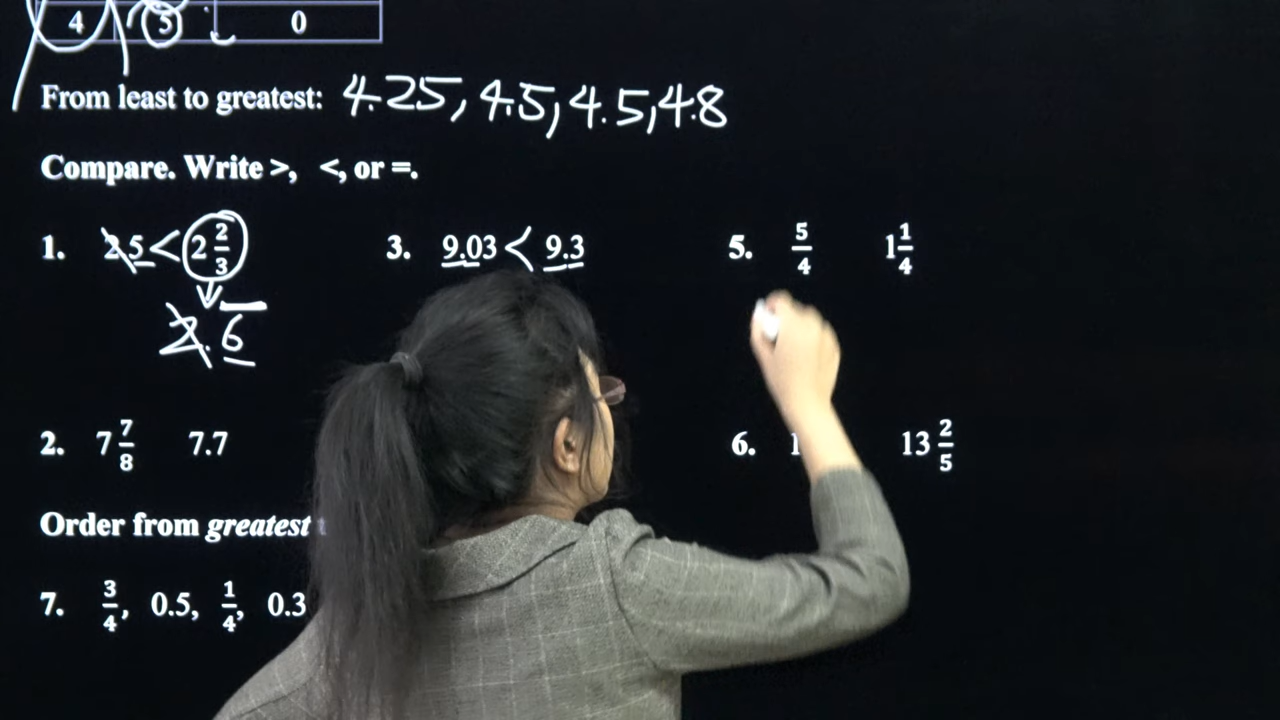 4 5 0
From least to greatest: 4.25, 4.5, 4.5, 4.8
Compare. Write >, <, or =.
1. 2.5 < 2 2/3 3. 9.03 < 9.3 5. 5/4 1 1/4
2.6̅
2. 7 7/8 7.7 6. 13 2/5
Order from greatest
7. 3/4, 0.5, 1/4, 0.3